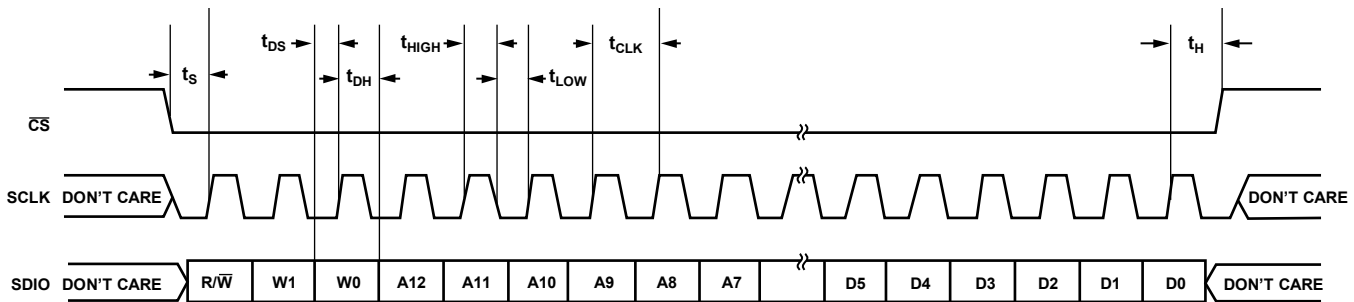 tDS tHIGH tCLK tH
tS tDH tLOW
C̅S̅
SCLK DON'T CARE DON'T CARE
SDIO DON'T CARE R/W̅ W1 W0 A12 A11 A10 A9 A8 A7 D5 D4 D3 D2 D1 D0 DON'T CARE